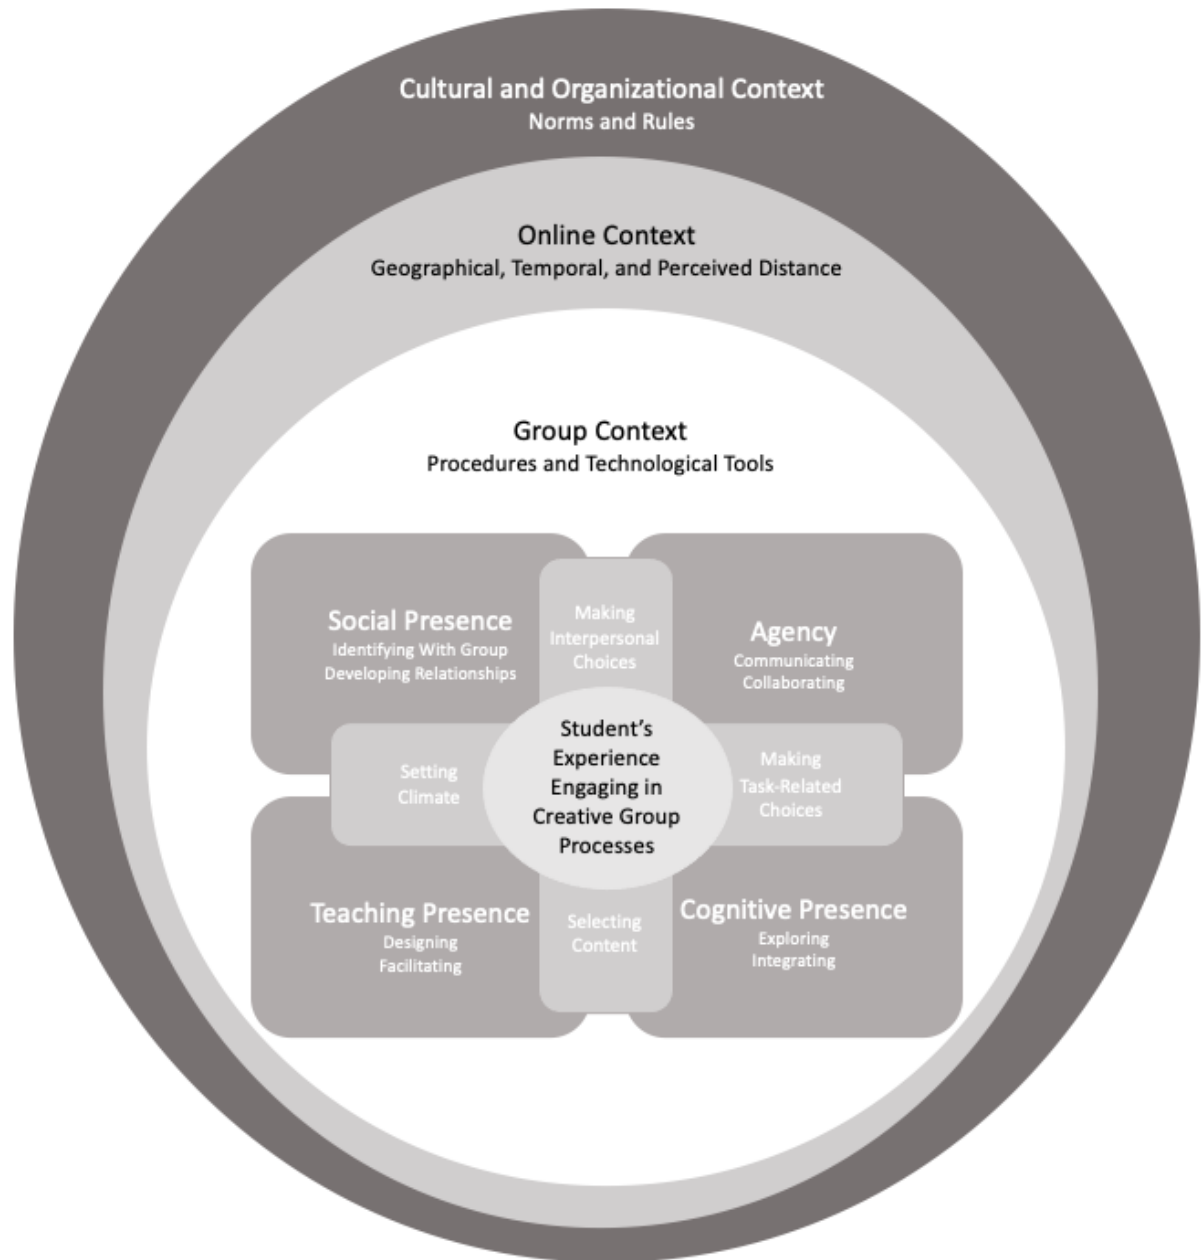 Cultural and Organizational Context
Norms and Rules
Online Context
Geographical, Temporal, and Perceived Distance
Group Context
Procedures and Technological Tools
Social Presence
Identifying With Group
Developing Relationships
Making
Interpersonal
Choices
Agency
Communicating
Collaborating
Setting
Climate
Student’s
Experience
Engaging in
Creative Group
Processes
Making
Task-Related
Choices
Teaching Presence
Designing
Facilitating
Selecting
Content
Cognitive Presence
Exploring
Integrating